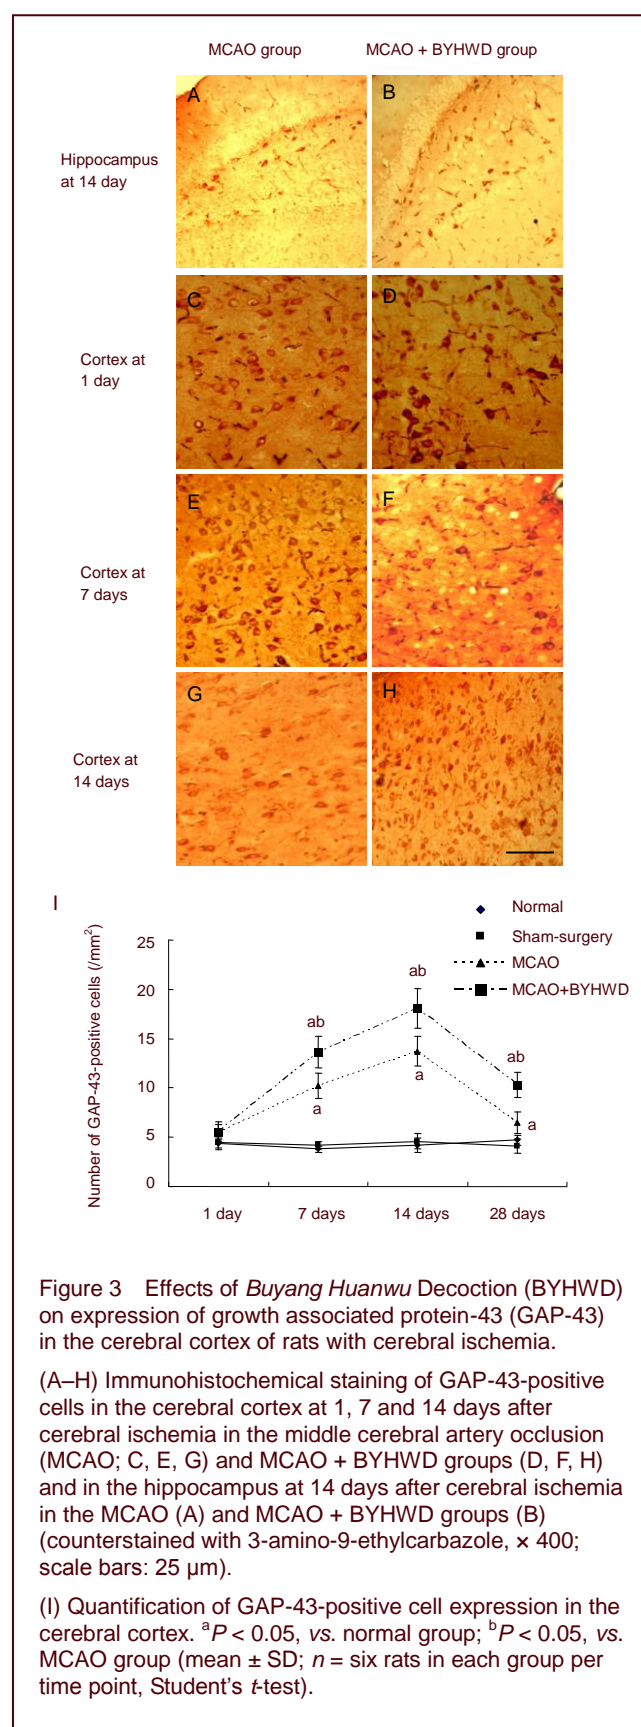 MCAO group MCAO + BYHWD group
A B
Hippocampus
at 14 day
C D
Cortex at
1 day
E F
Cortex at
7 days
G H
Cortex at
14 days
I
Normal
Sham-surgery
MCAO
MCAO+BYHWD
Number of GAP-43-positive cells (/mm²)
25
20
15
10
5
0
ab
ab
ab
a
a
a
1 day 7 days 14 days 28 days
Figure 3 Effects of Buyang Huanwu Decoction (BYHWD)
on expression of growth associated protein-43 (GAP-43)
in the cerebral cortex of rats with cerebral ischemia.
(A–H) Immunohistochemical staining of GAP-43-positive
cells in the cerebral cortex at 1, 7 and 14 days after
cerebral ischemia in the middle cerebral artery occlusion
(MCAO; C, E, G) and MCAO + BYHWD groups (D, F, H)
and in the hippocampus at 14 days after cerebral ischemia
in the MCAO (A) and MCAO + BYHWD groups (B)
(counterstained with 3-amino-9-ethylcarbazole, × 400;
scale bars: 25 μm).
(I) Quantification of GAP-43-positive cell expression in the
cerebral cortex. ᵃP < 0.05, vs. normal group; ᵇP < 0.05, vs.
MCAO group (mean ± SD; n = six rats in each group per
time point, Student’s t-test).